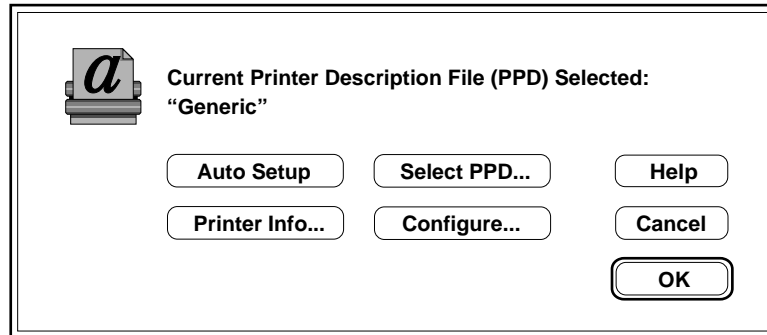 a
Current Printer Description File (PPD) Selected:
“Generic”
Auto Setup
Select PPD...
Help
Printer Info...
Configure...
Cancel
OK